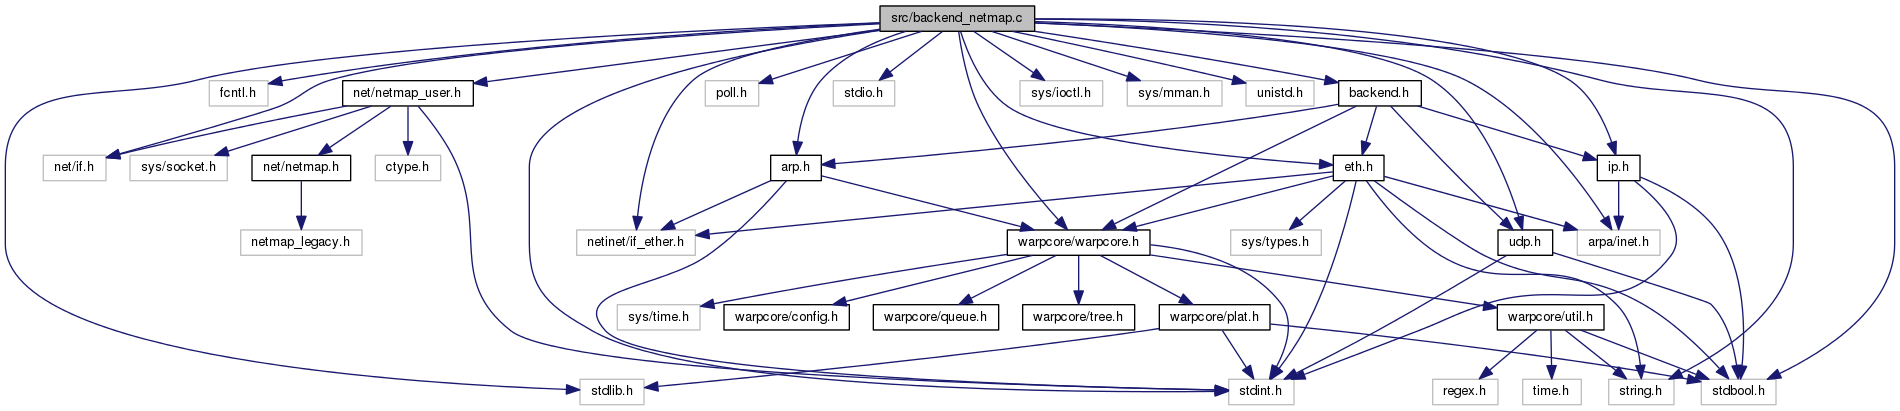 src/backend_netmap.c
fcntl.h
net/netmap_user.h
poll.h
stdio.h
sys/ioctl.h
sys/mman.h
unistd.h
backend.h
net/if.h
sys/socket.h
net/netmap.h
ctype.h
arp.h
eth.h
ip.h
netmap_legacy.h
netinet/if_ether.h
warpcore/warpcore.h
sys/types.h
udp.h
arpa/inet.h
sys/time.h
warpcore/config.h
warpcore/queue.h
warpcore/tree.h
warpcore/plat.h
warpcore/util.h
stdlib.h
stdint.h
regex.h
time.h
string.h
stdbool.h